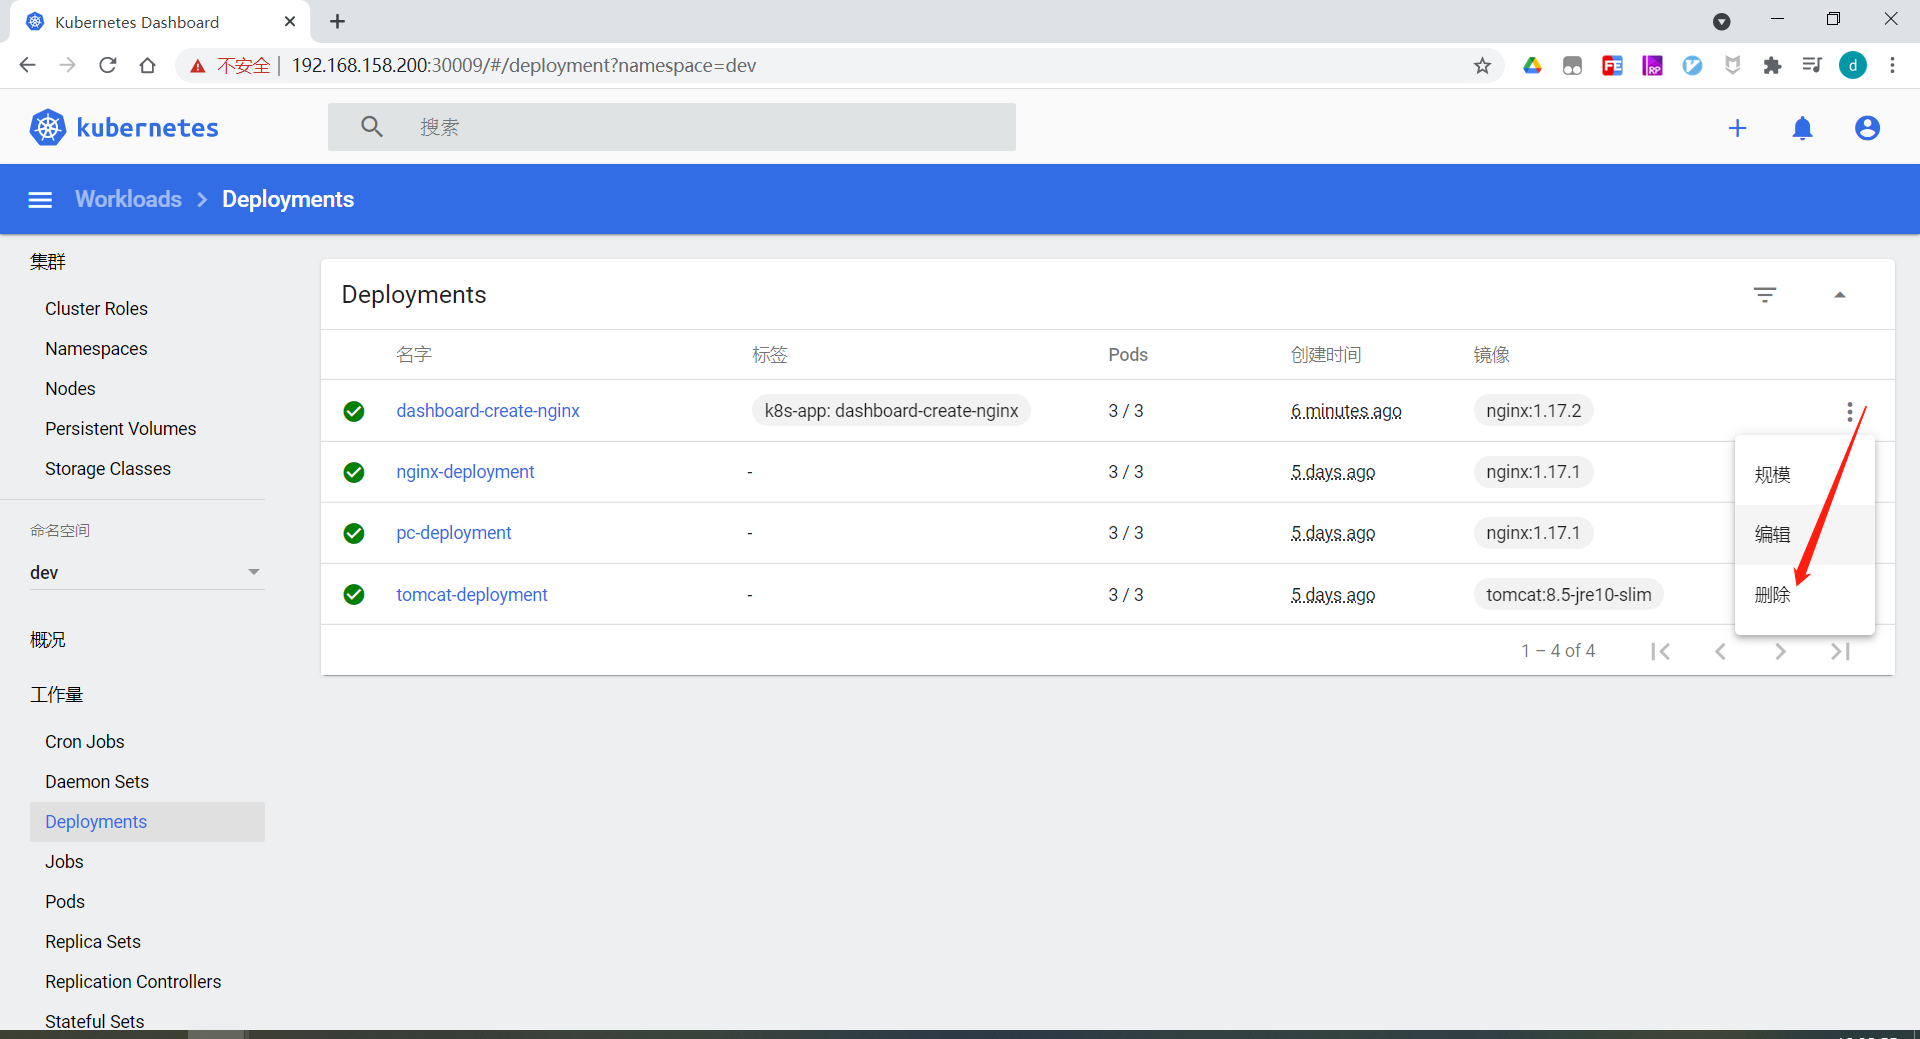 Kubernetes Dashboard
不安全 | 192.168.158.200:30009/#/deployment?namespace=dev
FE
RP
d
kubernetes
搜索
Workloads > Deployments
集群
Cluster Roles
Namespaces
Nodes
Persistent Volumes
Storage Classes
命名空间
dev
概况
工作量
Cron Jobs
Daemon Sets
Deployments
Jobs
Pods
Replica Sets
Replication Controllers
Stateful Sets
Deployments
名字 标签 Pods 创建时间 镜像
dashboard-create-nginx k8s-app: dashboard-create-nginx 3 / 3 6 minutes ago nginx:1.17.2
nginx-deployment - 3 / 3 5 days ago nginx:1.17.1
pc-deployment - 3 / 3 5 days ago nginx:1.17.1
tomcat-deployment - 3 / 3 5 days ago tomcat:8.5-jre10-slim
1 – 4 of 4
规模
编辑
删除